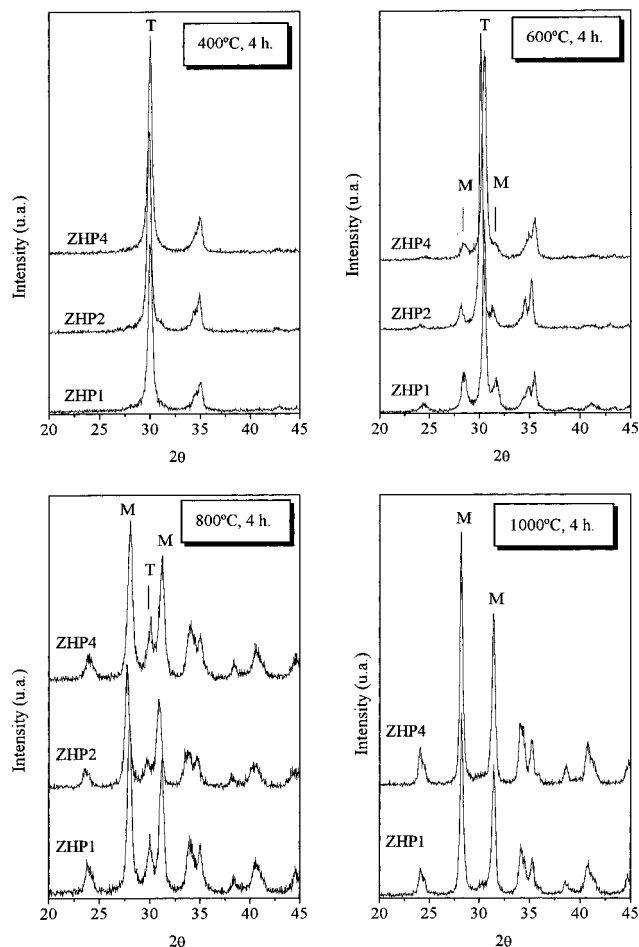 T
400ºC, 4 h.
Intensity (u.a.)
ZHP4
ZHP2
ZHP1
20 25 30 35 40 45
2θ
T
600ºC, 4 h.
Intensity (u.a.)
M M
ZHP4
ZHP2
ZHP1
20 25 30 35 40 45
2θ
M
T
M
800ºC, 4 h.
Intensity (u.a.)
ZHP4
ZHP2
ZHP1
20 25 30 35 40 45
2θ
M
M
1000ºC, 4 h.
Intensity (u.a.)
ZHP4
ZHP1
20 25 30 35 40 45
2θ